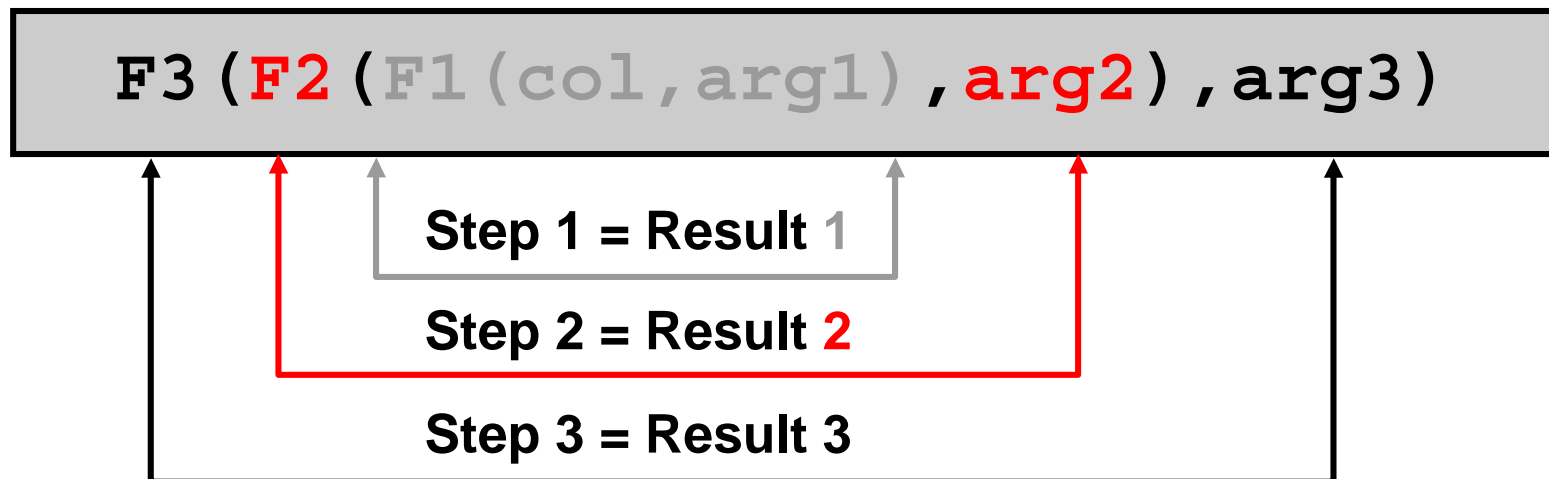 F3(F2(F1(col,arg1),arg2),arg3)
Step 1 = Result 1
Step 2 = Result 2
Step 3 = Result 3